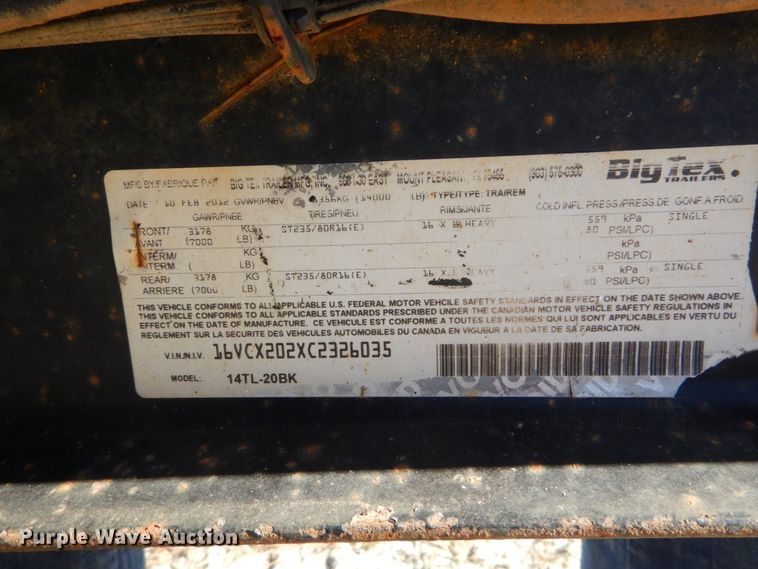 MFG BY/FABRIQUE PAR BIG TEX TRAILER MFG, INC. EAST MOUNT PLEASANT, TX 75455 (903) 575-0300 Big Tex.
TRAILERS
DATE 10 FEB 2012 GVWR/PNBV 6356KG (14000 LB) TYPE/TYPE: TRA/REM
GAWR/PNBE TIRES/PNEU RIMS/JANTE COLD INFL PRESS/PRESS.DE GONF.A FROID
FRONT/ 3178 KG ST235/80R16(E) 16 X HEAVY 559 kPa SINGLE
AVANT (7000 LB) 80 PSI/LPC)
INTERM/ KG kPa
INTERM. ( LB) PSI/LPC)
REAR/ 3178 KG ST235/80R16(E) 16 X HEAVY 559 kPa SINGLE
ARRIERE (7000 LB) 80 PSI/LPC)
THIS VEHICLE CONFORMS TO ALL APPLICABLE U.S. FEDERAL MOTOR VEHICLE SAFETY STANDARDS IN EFFECT ON THE DATE SHOWN ABOVE.
THIS VEHICLE CONFORMS TO ALL APPLICABLE STANDARDS PRESCRIBED UNDER THE CANADIAN MOTOR VEHICLE SAFETY REGULATIONS IN
EFFECT ON THE DATE OF MANUFACTURE. CE VEHICULE EST CONFORME A TOUTES LES NORMES QUI LUI SONT APPLICABLES EN VERTU DU
REGLEMENT SUR LA SECURITE DES VEHICULES AUTOMOBILES DU CANADA EN VIGUEUR A LA DATE DE SA FABRICATION.
V.I.N./N.I.V. 16VCX202XC2326035
MODEL: 14TL-20BK
Purple Wave Auction